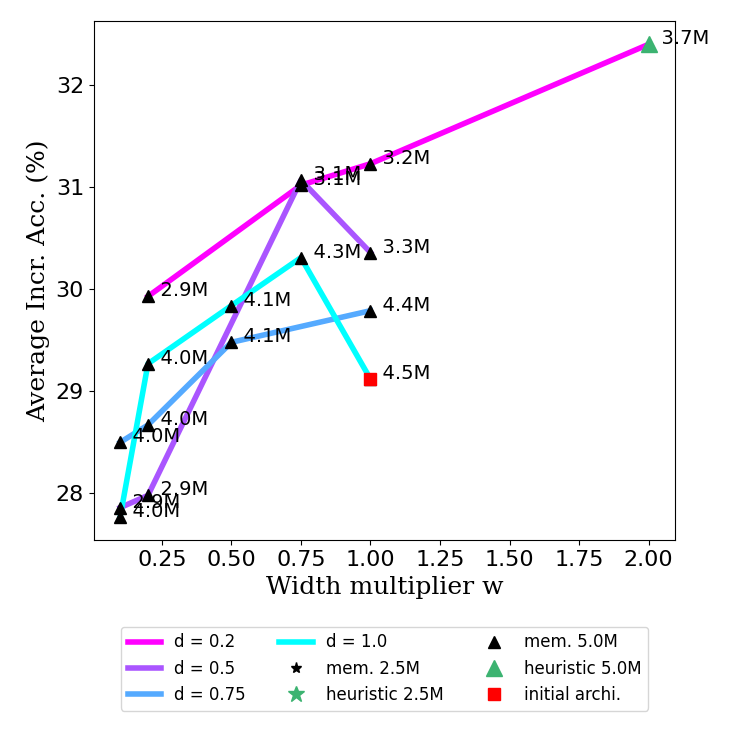 3.7M
32
3.2M
3.1M
3.1M
31
3.3M
4.3M
30
2.9M
4.1M
4.4M
4.1M
4.0M
29
4.5M
4.0M
4.0M
28
2.9M
2.9M
4.0M
Average Incr. Acc. (%)
0.25 0.50 0.75 1.00 1.25 1.50 1.75 2.00
Width multiplier w
d = 0.2 d = 1.0 mem. 5.0M
d = 0.5 mem. 2.5M heuristic 5.0M
d = 0.75 heuristic 2.5M initial archi.